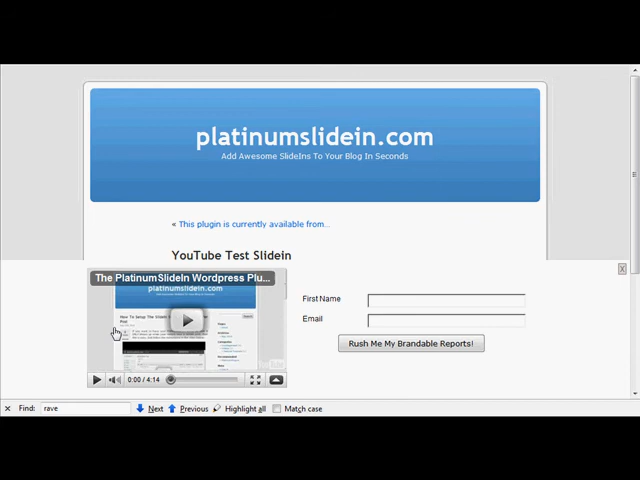 platinumslidein.com
Add Awesome SlideIns To Your Blog In Seconds
« This plugin is currently available from...
YouTube Test Slidein
X
The PlatinumSlideIn Wordpress Plu...
platinumslidein.com
First Name
Email
Rush Me My Brandable Reports!
0:00 / 4:14
Find: rave Next Previous Highlight all Match case